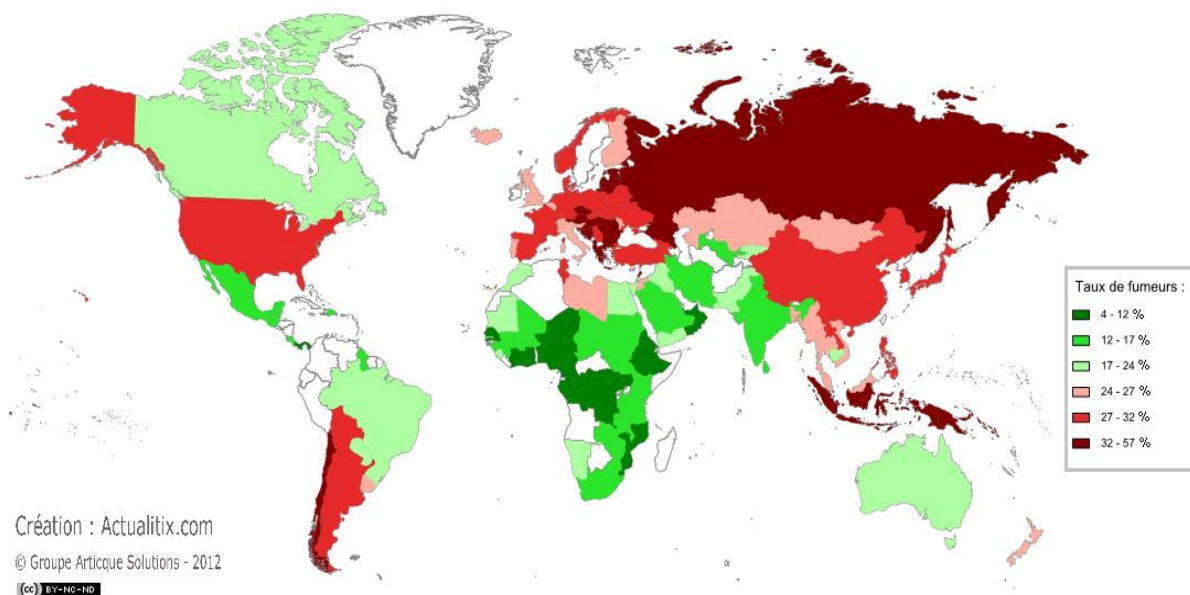 Taux de fumeurs :
4 - 12 %
12 - 17 %
17 - 24 %
24 - 27 %
27 - 32 %
32 - 57 %
Création : Actualitix.com
© Groupe Articque Solutions - 2012
(cc) BY-NC-ND